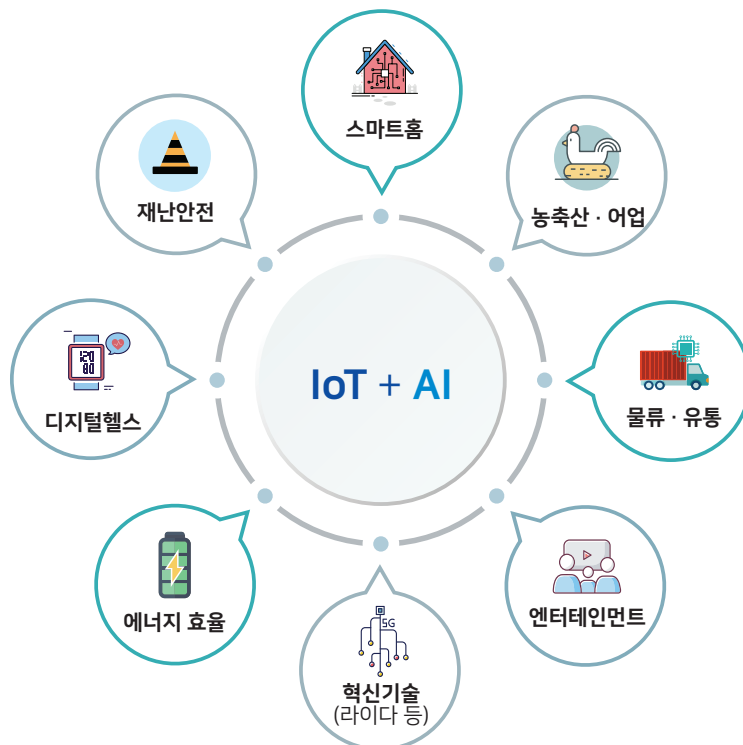 스마트홈
농축산 · 어업
물류 · 유통
엔터테인먼트
5G
혁신기술
(라이다 등)
에너지 효율
120
80
디지털헬스
재난안전
IoT + AI